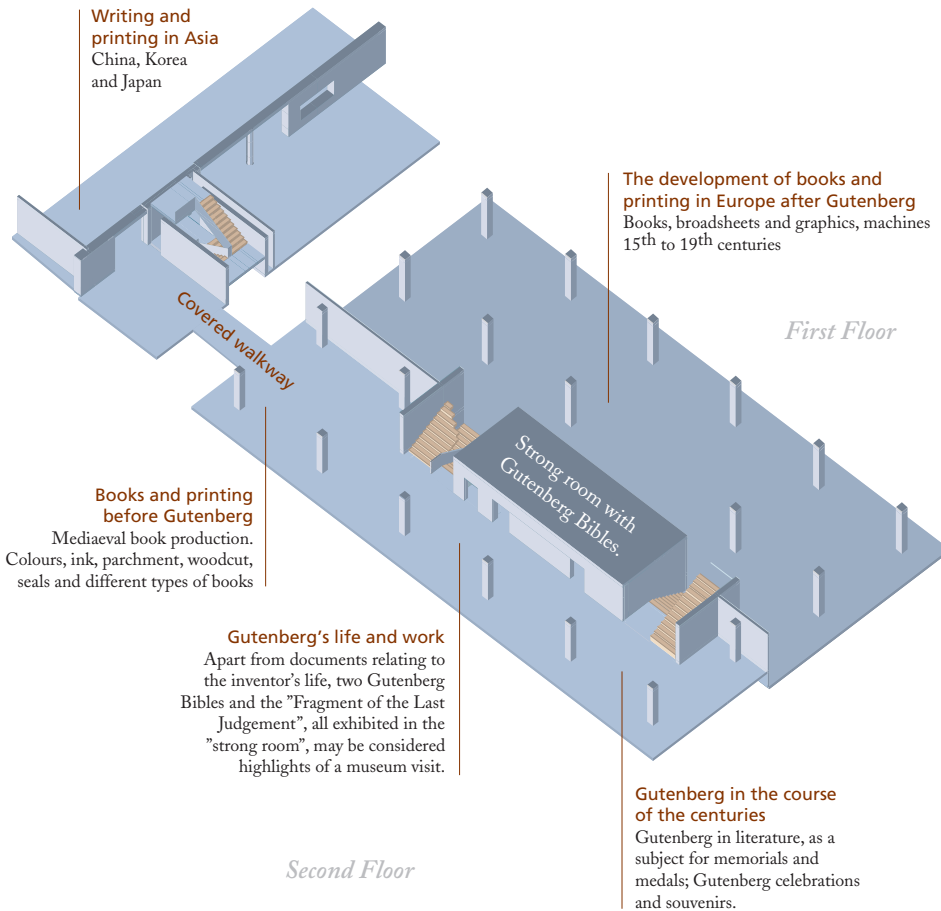 Writing and
printing in Asia
China, Korea
and Japan
The development of books and
printing in Europe after Gutenberg
Books, broadsheets and graphics, machines
15th to 19th centuries
First Floor
Covered walkway
Strong room with
Gutenberg Bibles.
Books and printing
before Gutenberg
Mediaeval book production.
Colours, ink, parchment, woodcut,
seals and different types of books
Gutenberg’s life and work
Apart from documents relating to
the inventor’s life, two Gutenberg
Bibles and the ”Fragment of the Last
Judgement”, all exhibited in the
”strong room”, may be considered
highlights of a museum visit.
Gutenberg in the course
of the centuries
Gutenberg in literature, as a
subject for memorials and
medals; Gutenberg celebrations
and souvenirs.
Second Floor